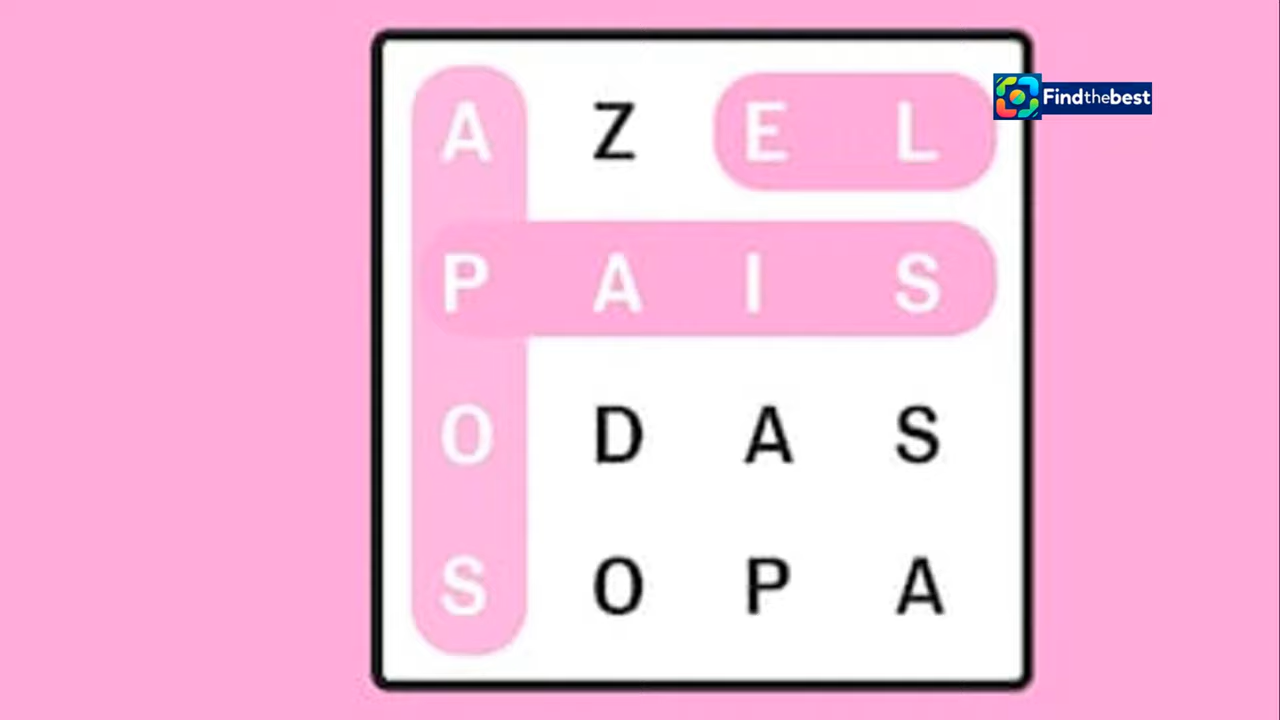 A Z E L
Findthebest
P A I S
O D A S
S O P A